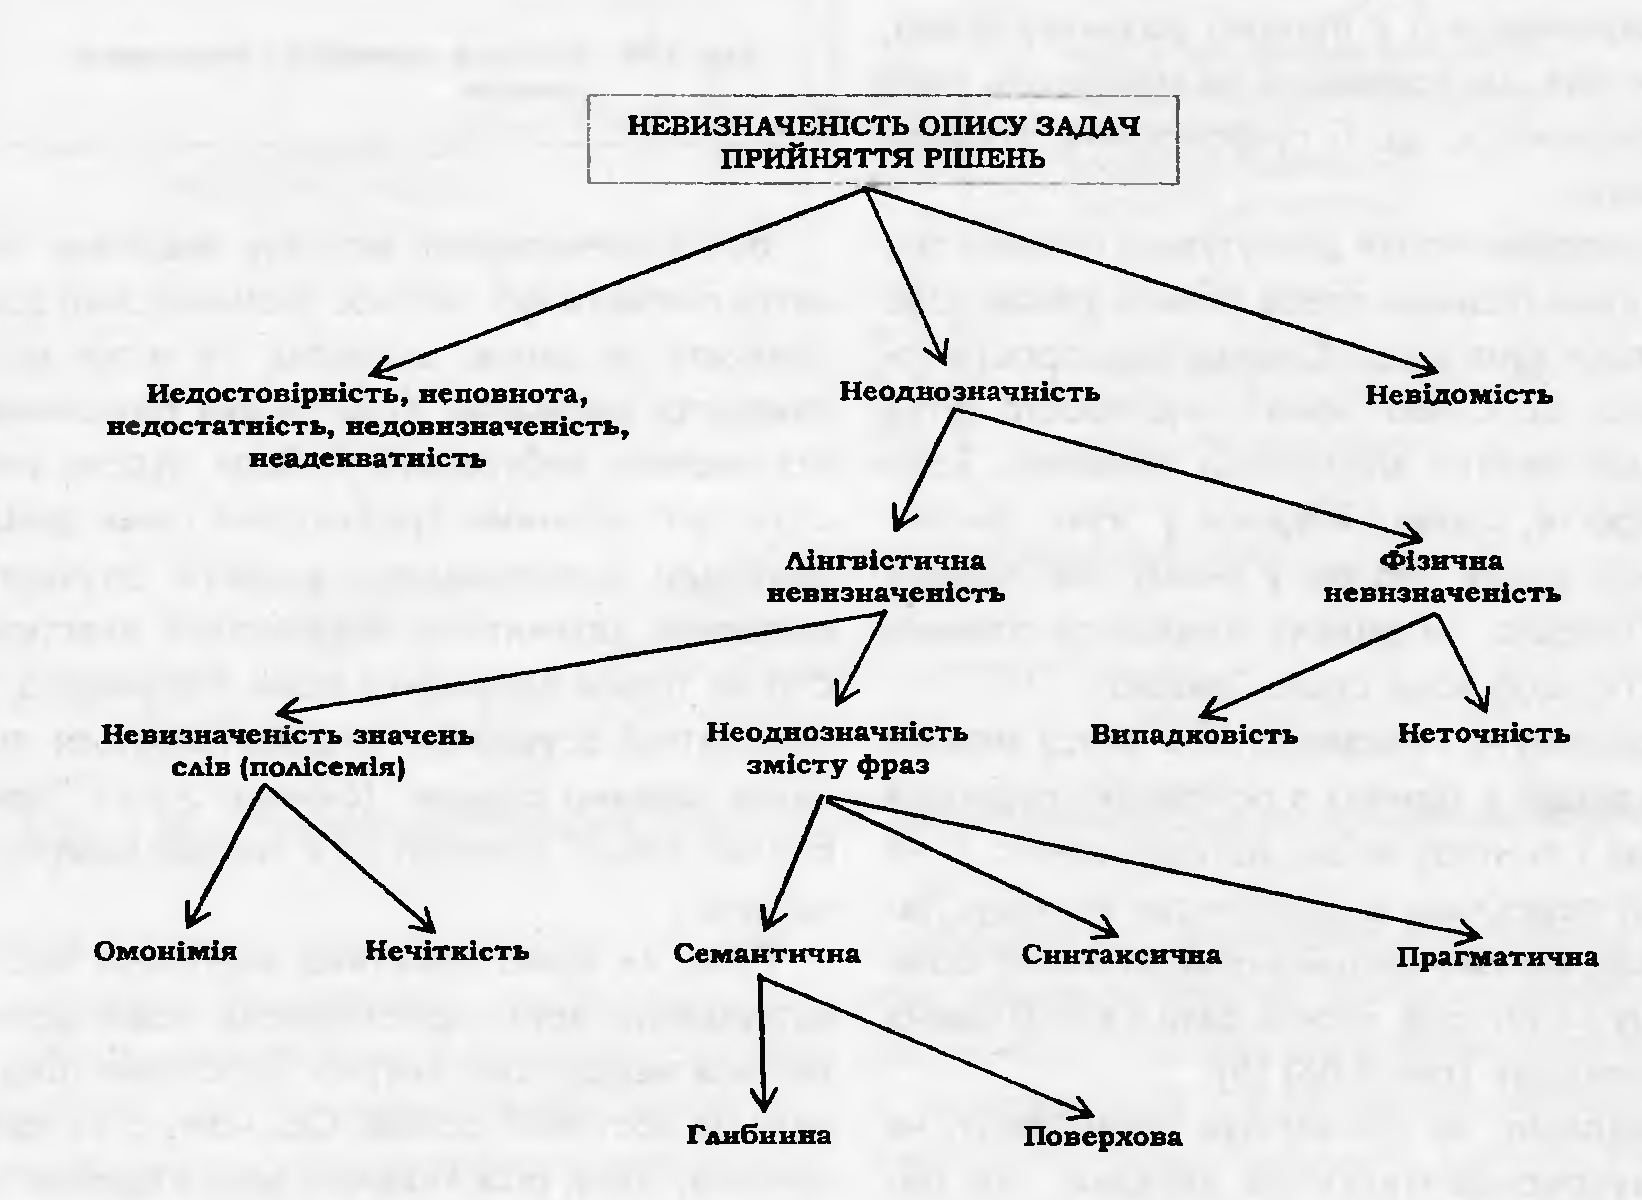 НЕВИЗНАЧЕНІСТЬ ОПИСУ ЗАДАЧ
ПРИЙНЯТТЯ РІШЕНЬ
Недостовірність, неповнота,
недостатність, недовизначеність,
неадекватність
Неоднозначність
Невідомість
Лінгвістична
невизначеність
Фізична
невизначеність
Невизначеність значень
слів (полісемія)
Неоднозначність
змісту фраз
Випадковість
Неточність
Омонімія
Нечіткість
Семантична
Синтаксична
Прагматична
Глибинна
Поверхова